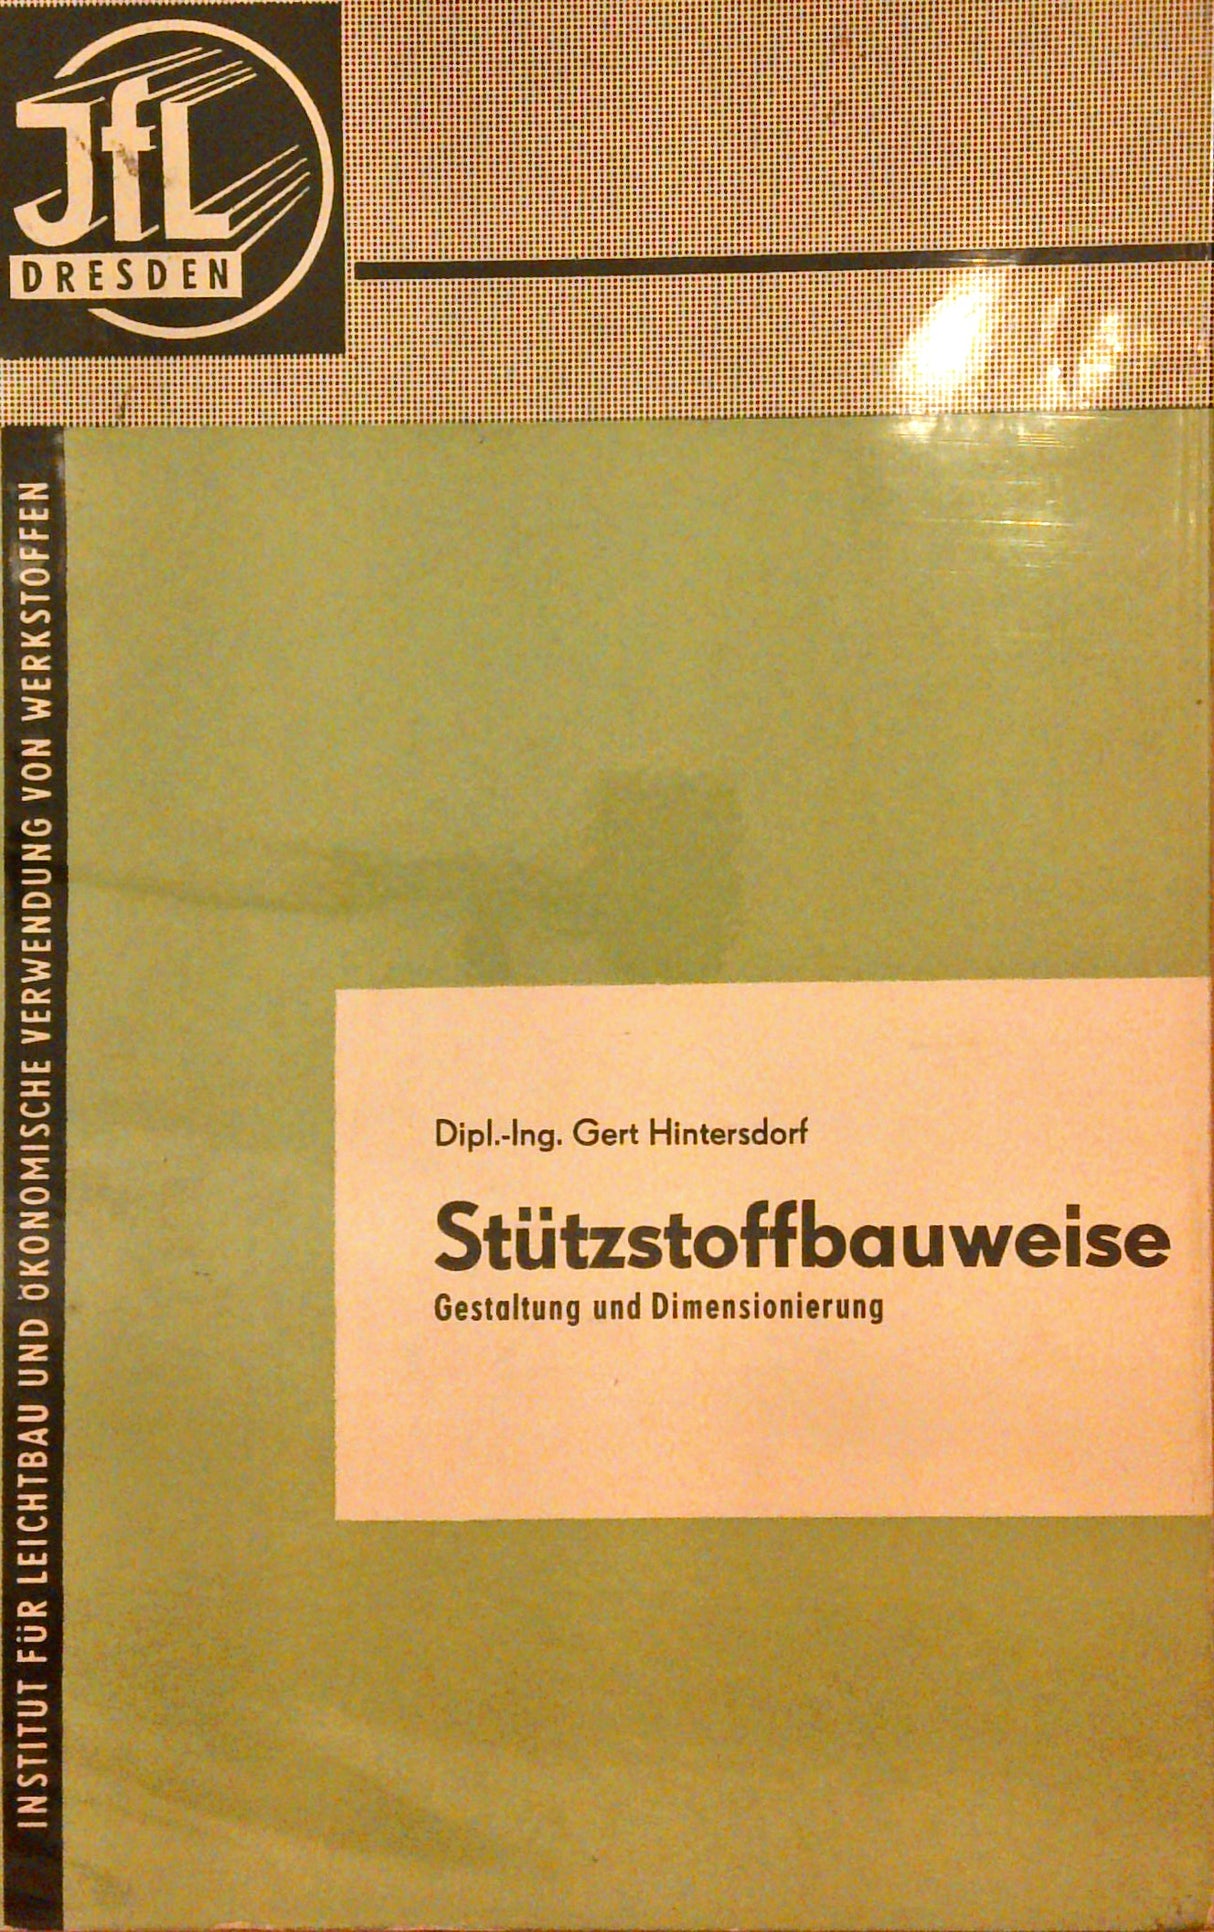 JfL
DRESDEN
INSTITUT FÜR LEICHTBAU UND ÖKONOMISCHE VERWENDUNG VON WERKSTOFFEN
Dipl.-Ing. Gert Hintersdorf
Stützstoffbauweise
Gestaltung und Dimensionierung